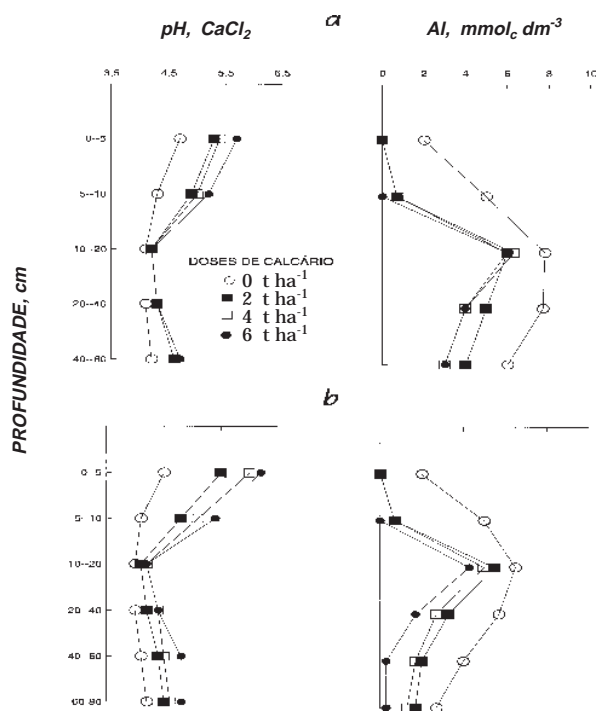 a
pH, CaCl₂ Al, mmolc dm⁻³
3.5 4.5 5.5 6.5 0 2 4 6 8 10
0--5
5--10
10--20
DOSES DE CALCÁRIO
0 t ha⁻¹
2 t ha⁻¹
20--40
4 t ha⁻¹
6 t ha⁻¹
40--60
PROFUNDIDADE, cm
b
0--5
5--10
10--20
20--40
40--60
60-80